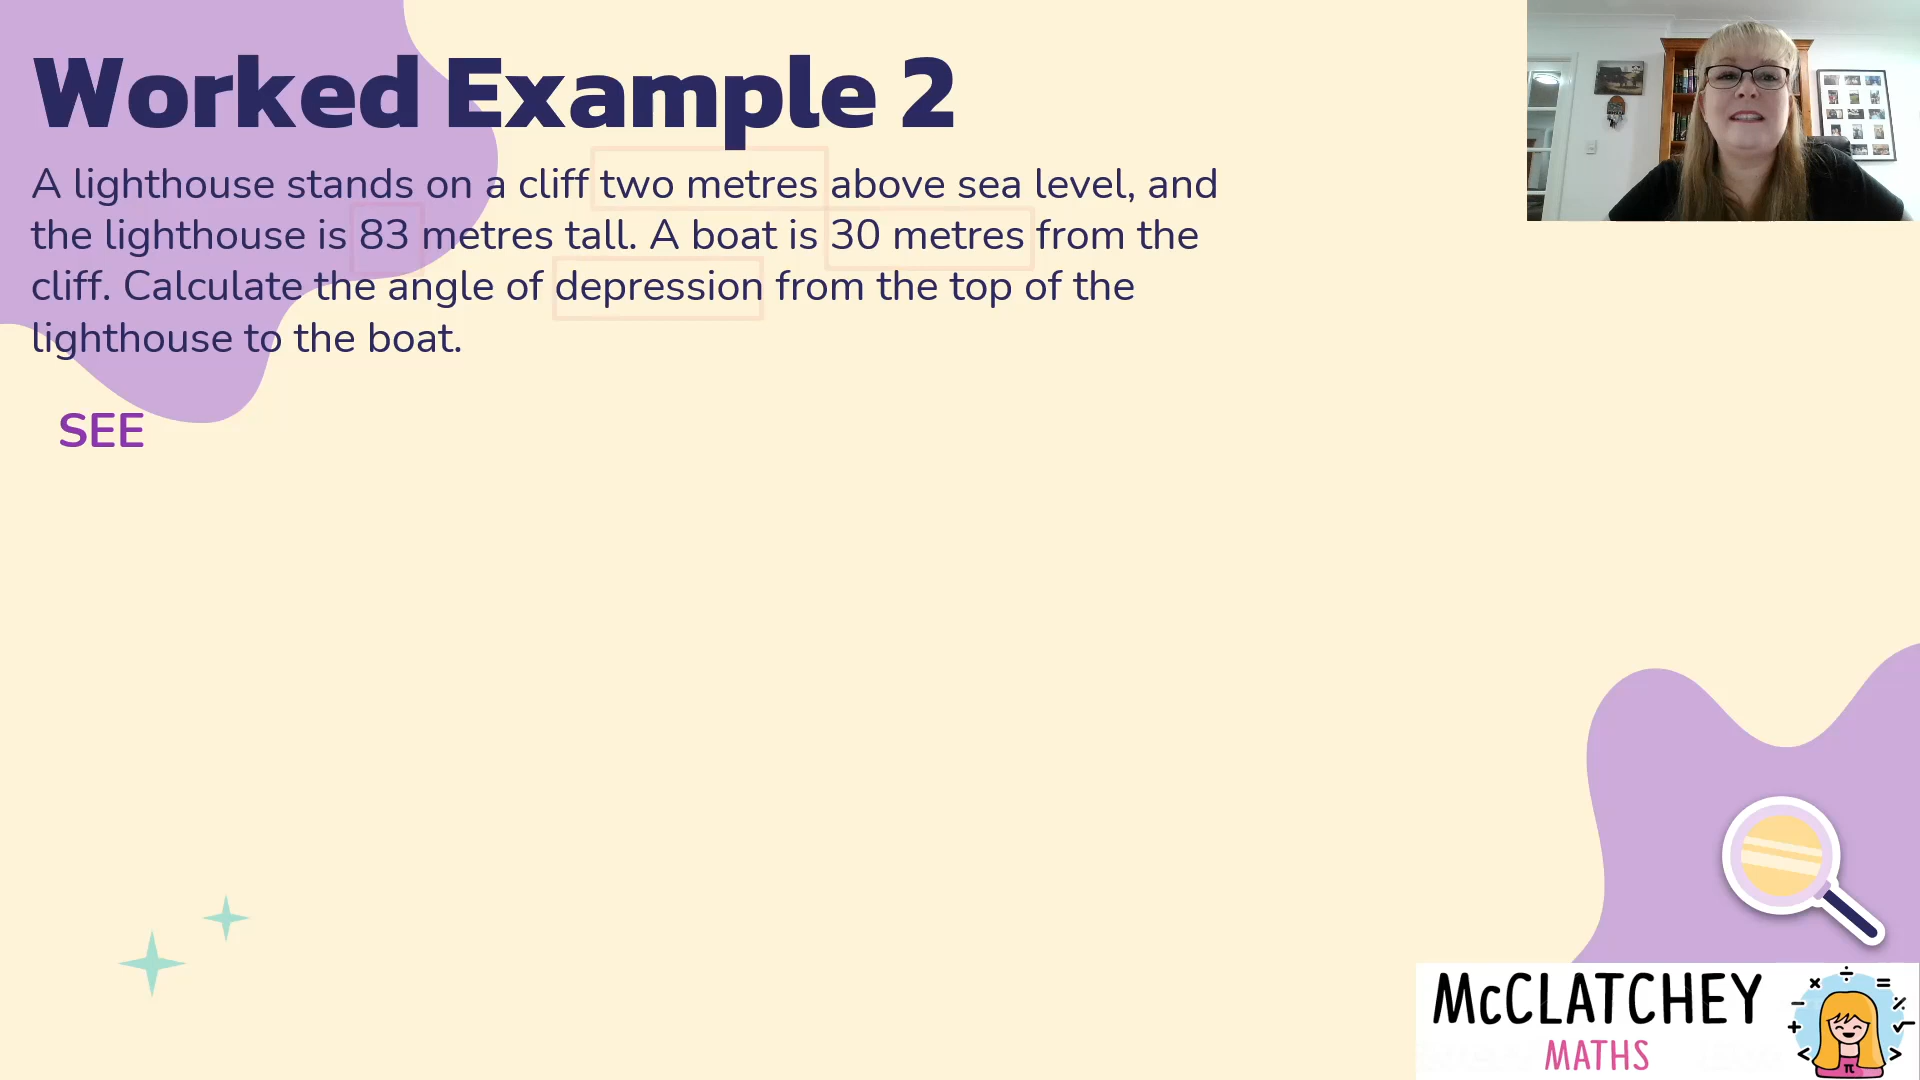 Worked Example 2
A lighthouse stands on a cliff two metres above sea level, and
the lighthouse is 83 metres tall. A boat is 30 metres from the
cliff. Calculate the angle of depression from the top of the
lighthouse to the boat.
SEE
McCLATCHEY
MATHS